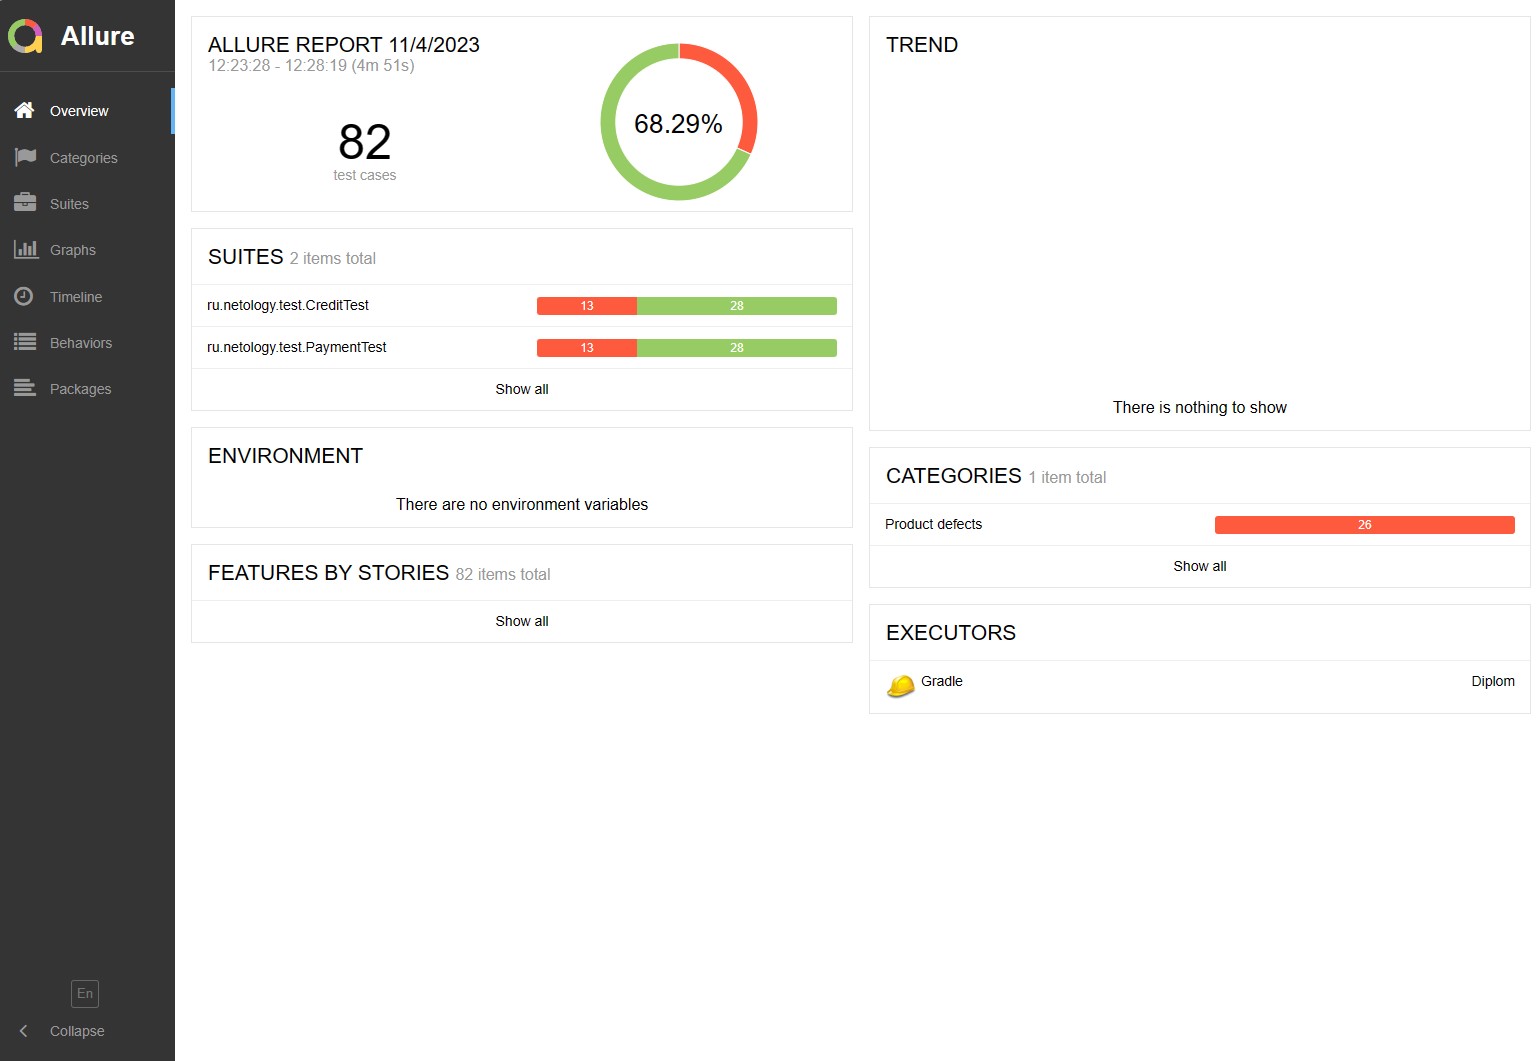 Allure
Overview
Categories
Suites
Graphs
Timeline
Behaviors
Packages
En
Collapse
ALLURE REPORT 11/4/2023
12:23:28 - 12:28:19 (4m 51s)
82
test cases
68.29%
SUITES 2 items total
ru.netology.test.CreditTest 13 28
ru.netology.test.PaymentTest 13 28
Show all
ENVIRONMENT
There are no environment variables
FEATURES BY STORIES 82 items total
Show all
TREND
There is nothing to show
CATEGORIES 1 item total
Product defects 26
Show all
EXECUTORS
Gradle Diplom